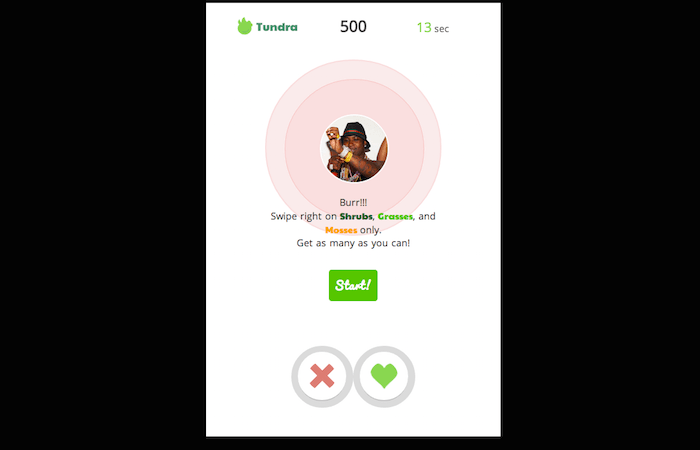 Tundra
500
13 sec
Burr!!!
Swipe right on Shrubs, Grasses, and
Mosses only.
Get as many as you can!
Start!